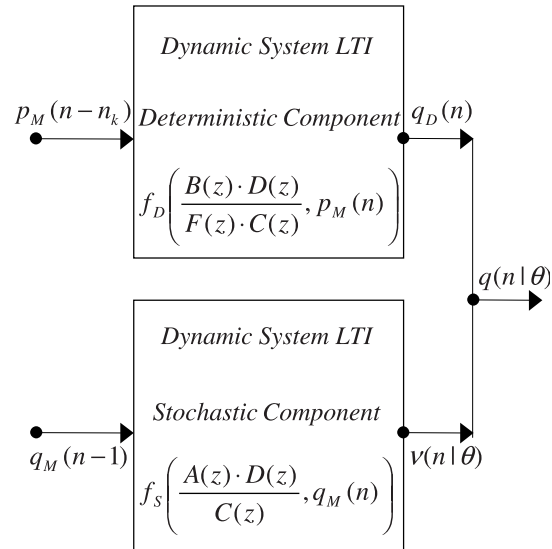 Dynamic System LTI
p_M(n − n_k) Deterministic Component q_D(n)
f_D( B(z)·D(z) / F(z)·C(z) , p_M(n) )
q(n|θ)
Dynamic System LTI
Stochastic Component
q_M(n−1) ν(n|θ)
f_S( A(z)·D(z) / C(z) , q_M(n) )